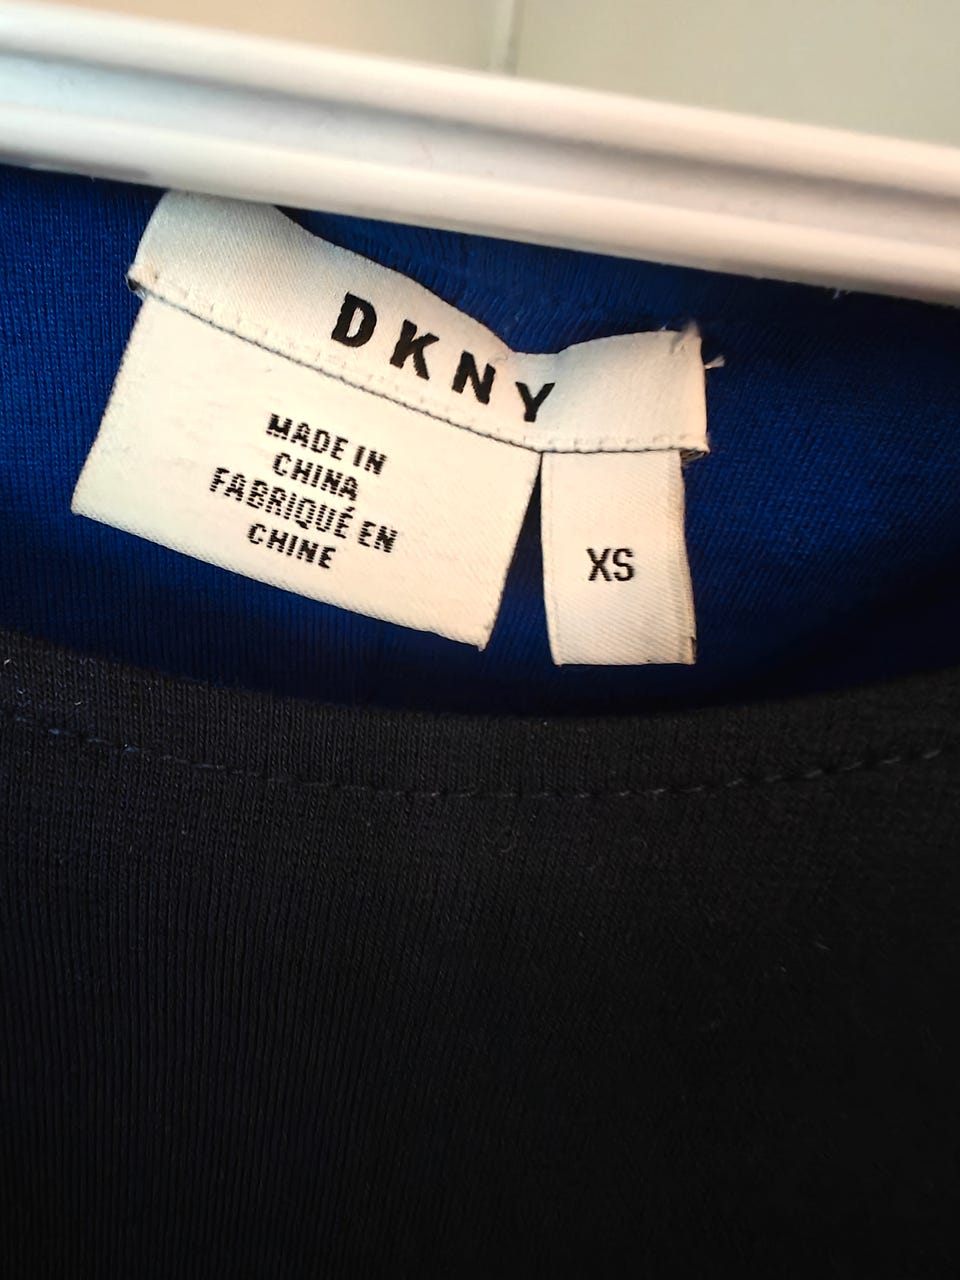 DKNY
MADE IN
CHINA
FABRIQUÉ EN
CHINE
XS